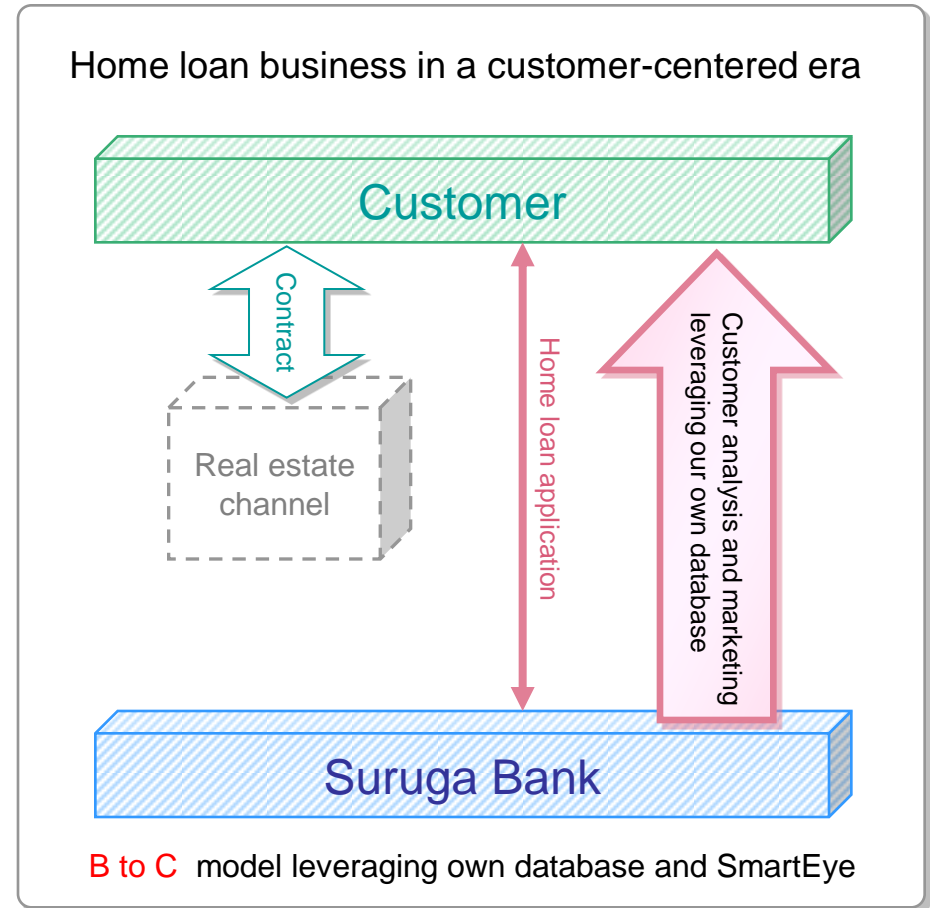 Home loan business in a customer-centered era
Customer
Contract
Real estate
channel
Home loan application
Customer analysis and marketing
leveraging our own database
Suruga Bank
B to C model leveraging own database and SmartEye